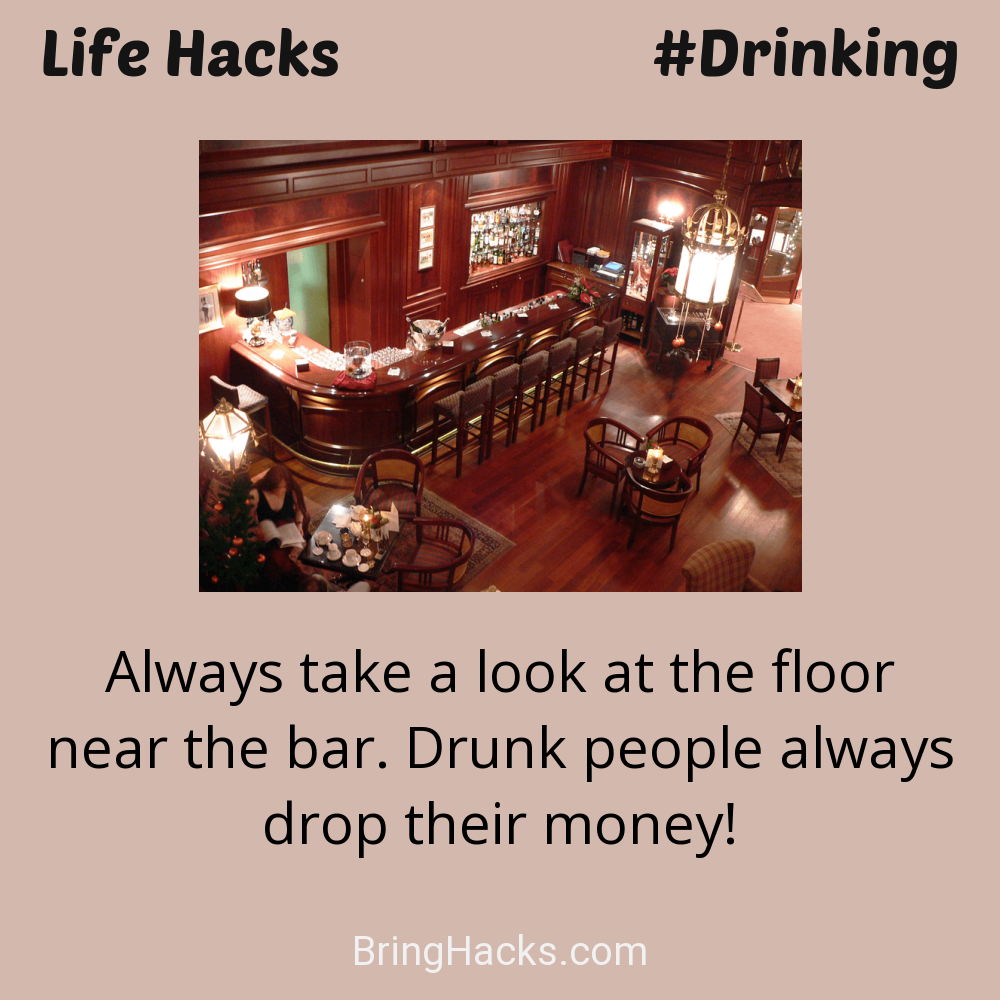 Life Hacks #Drinking
Always take a look at the floor
near the bar. Drunk people always
drop their money!
BringHacks.com